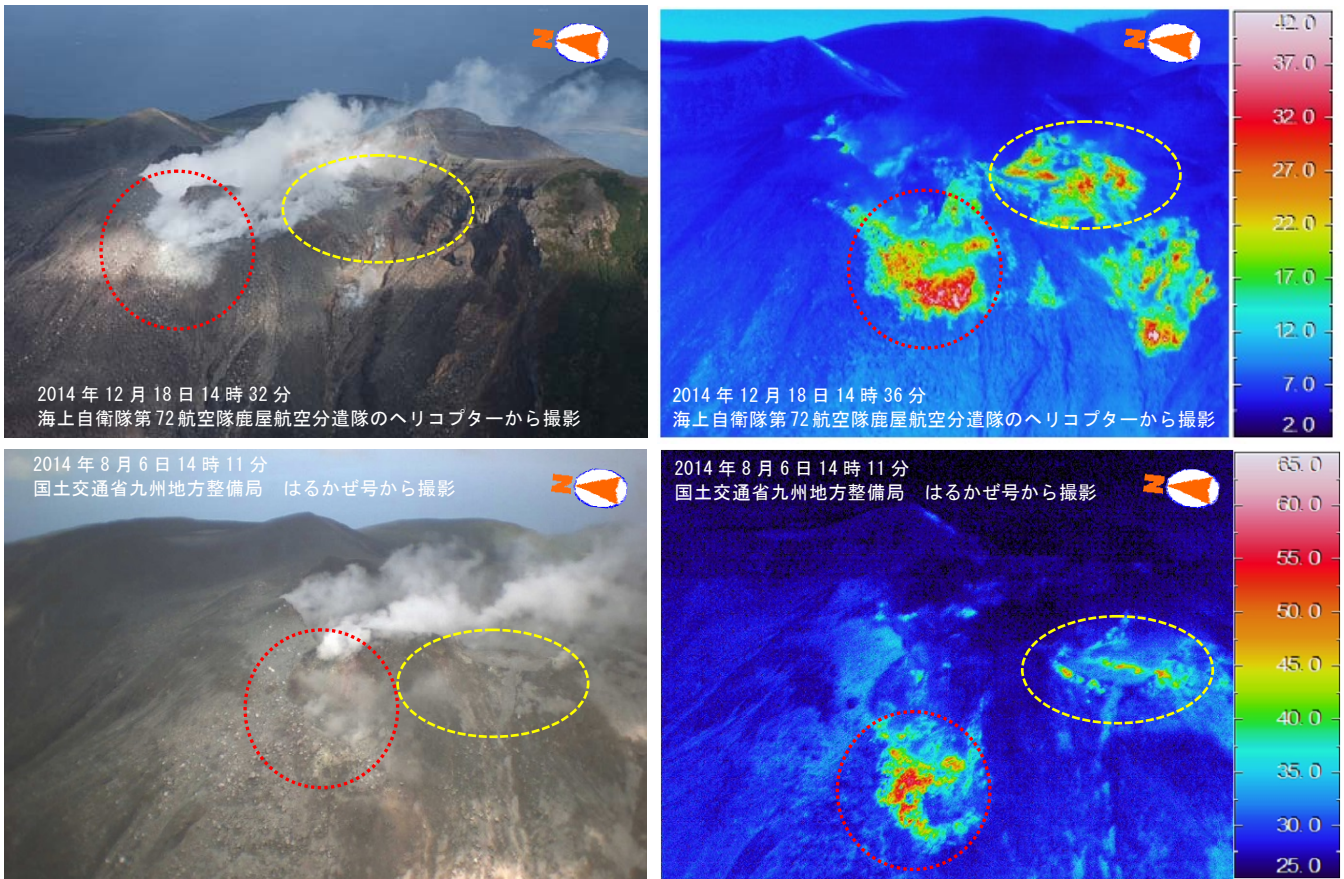 N
2014年12月18日14時32分
海上自衛隊第72航空隊鹿屋航空分遣隊のヘリコプターから撮影
N
2014年12月18日14時36分
海上自衛隊第72航空隊鹿屋航空分遣隊のヘリコプターから撮影
42.0
37.0
32.0
27.0
22.0
17.0
12.0
7.0
2.0
2014年8月6日14時11分
国土交通省九州地方整備局　はるかぜ号から撮影
N
2014年8月6日14時11分
国土交通省九州地方整備局　はるかぜ号から撮影
N
65.0
60.0
55.0
50.0
45.0
40.0
35.0
30.0
25.0